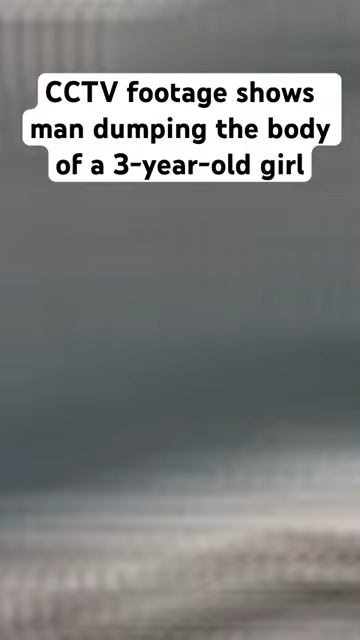 CCTV footage shows
man dumping the body
of a 3-year-old girl